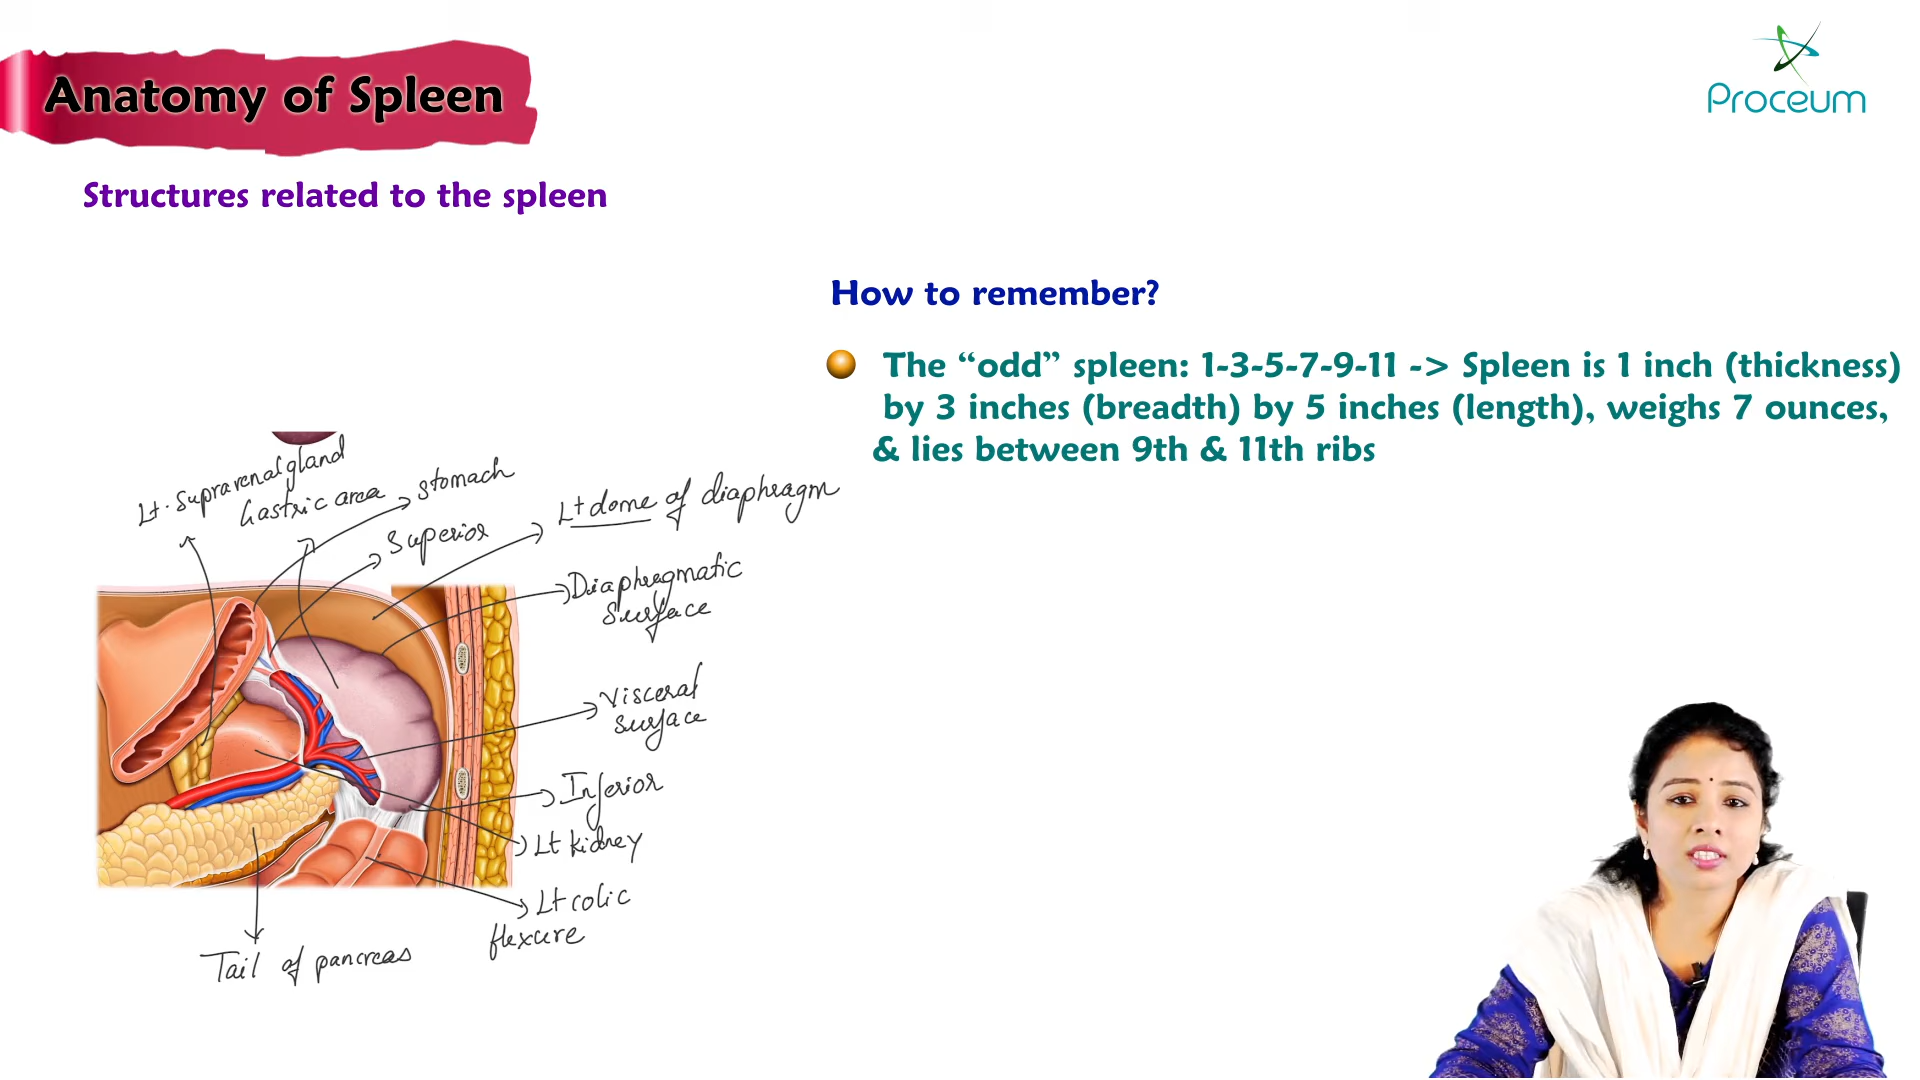 Anatomy of Spleen
Proceum
Structures related to the spleen
How to remember?
The “odd” spleen: 1-3-5-7-9-11 -> Spleen is 1 inch (thickness)
by 3 inches (breadth) by 5 inches (length), weighs 7 ounces,
& lies between 9th & 11th ribs
Lt. Suprarenal gland
Gastric area
Stomach
Superior
Lt dome of diaphragm
Diaphragmatic
Surface
Visceral
surface
Inferior
Lt kidney
Lt colic
flexure
Tail of pancreas